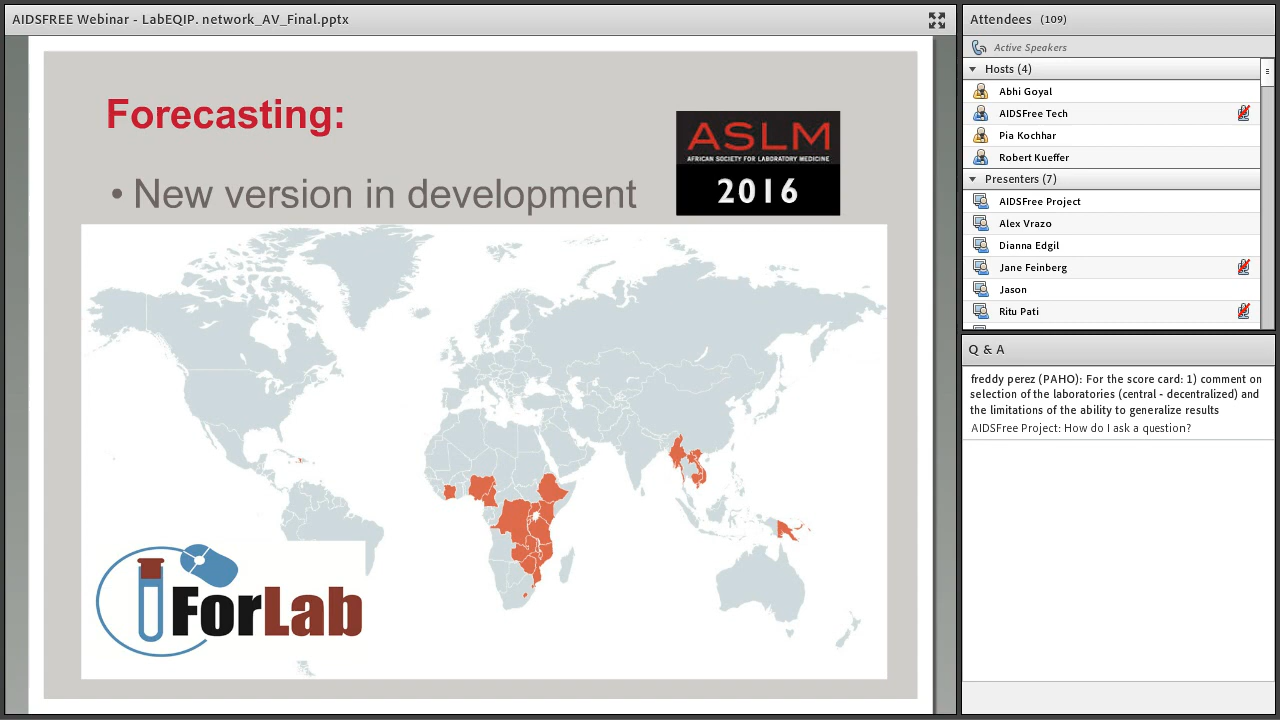 AIDSFREE Webinar - LabEQIP. network_AV_Final.pptx
Forecasting:
• New version in development
ASLM
AFRICAN SOCIETY FOR LABORATORY MEDICINE
2016
ForLab
Attendees (109)
Active Speakers
Hosts (4)
Abhi Goyal
AIDSFree Tech
Pia Kochhar
Robert Kueffer
Presenters (7)
AIDSFree Project
Alex Vrazo
Dianna Edgil
Jane Feinberg
Jason
Ritu Pati
Q & A
freddy perez (PAHO): For the score card: 1) comment on
selection of the laboratories (central - decentralized) and
the limitations of the ability to generalize results
AIDSFree Project: How do I ask a question?